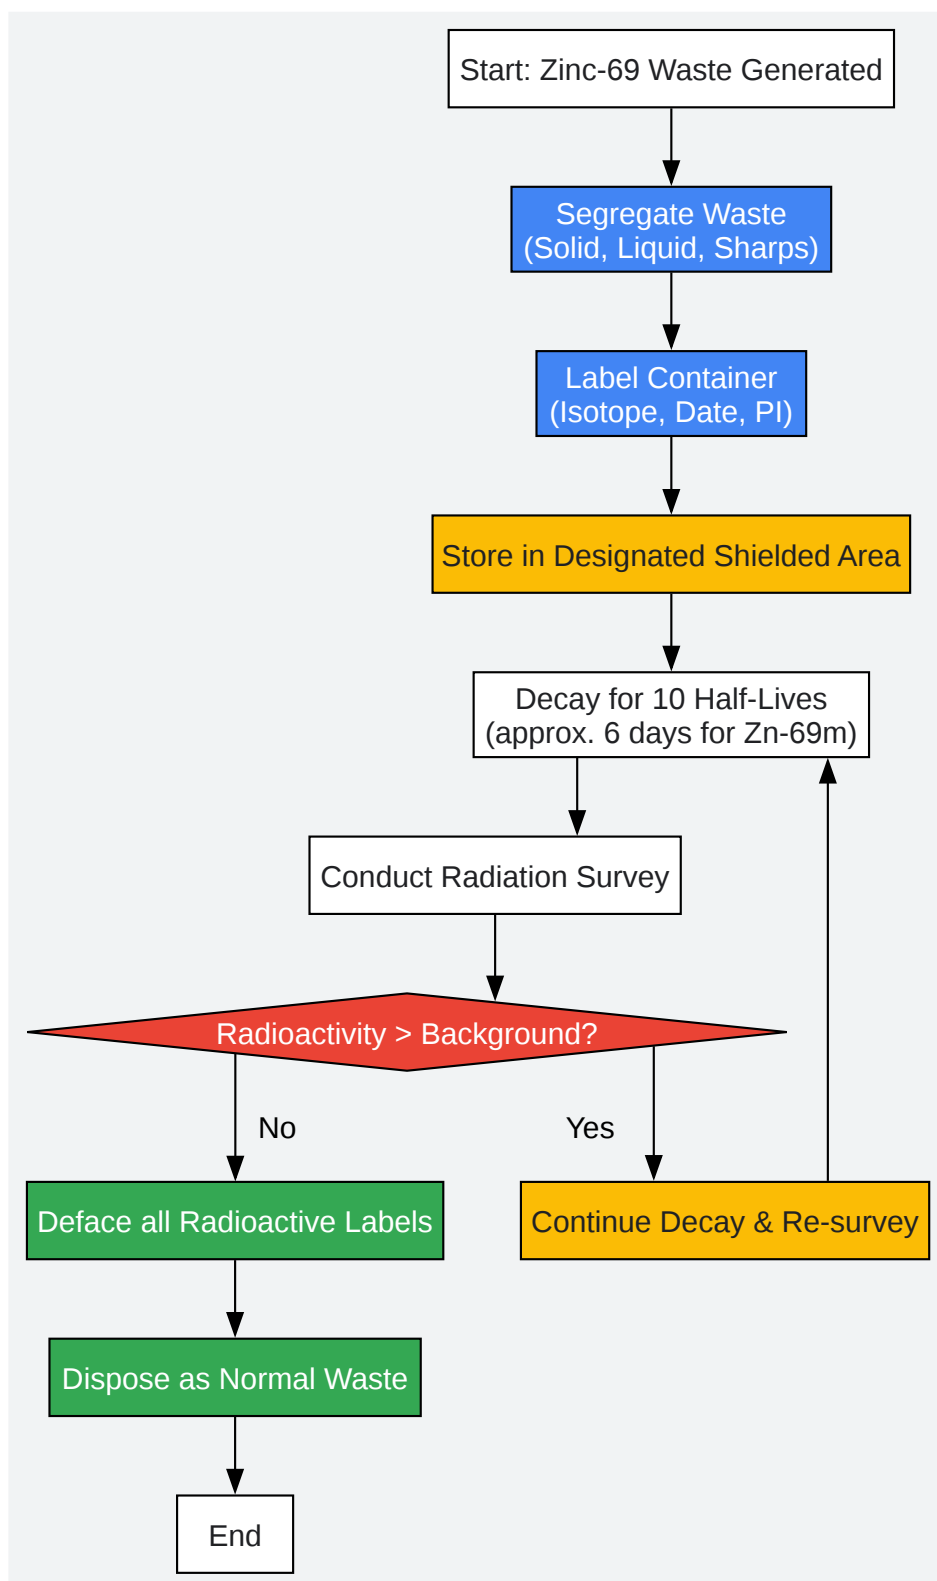 Start: Zinc-69 Waste Generated
Segregate Waste
(Solid, Liquid, Sharps)
Label Container
(Isotope, Date, PI)
Store in Designated Shielded Area
Decay for 10 Half-Lives
(approx. 6 days for Zn-69m)
Conduct Radiation Survey
Radioactivity > Background?
No
Yes
Deface all Radioactive Labels
Continue Decay & Re-survey
Dispose as Normal Waste
End